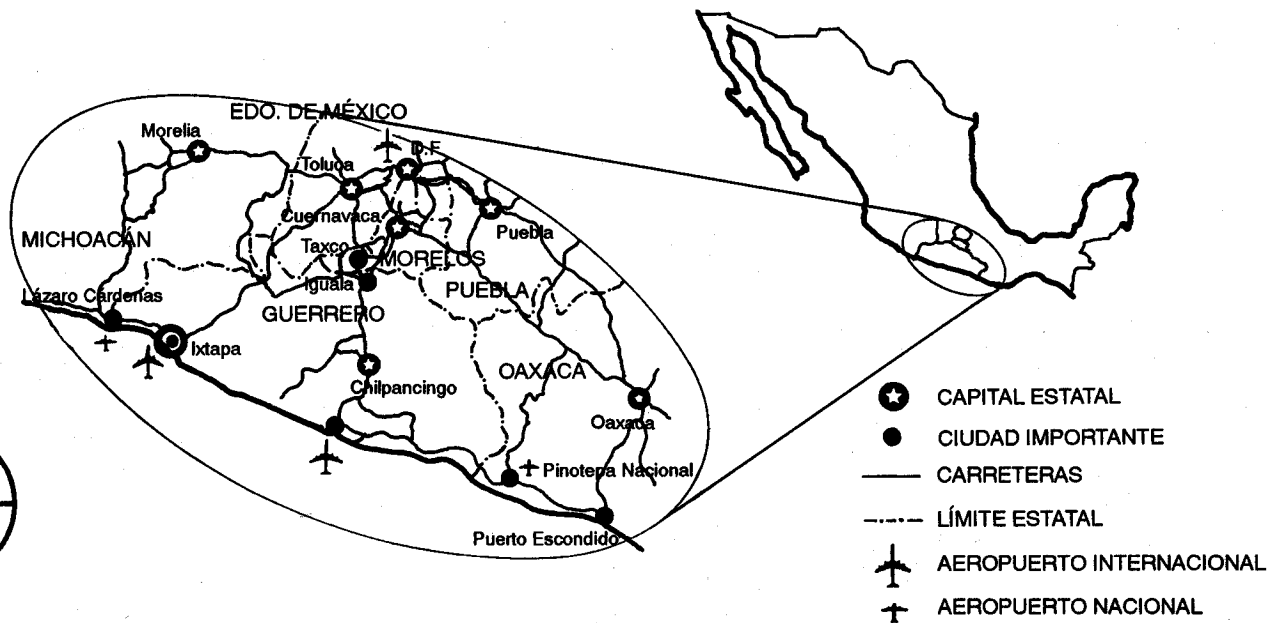 EDO. DE MÉXICO
Morelia
D.F.
Toluca
Cuernavaca
Puebla
MICHOACÁN
Taxco
MORELOS
Iguala
PUEBLA
Lázaro Cárdenas
GUERRERO
Ixtapa
OAXACA
Chilpancingo
Oaxaca
Pinotepa Nacional
Puerto Escondido
CAPITAL ESTATAL
CIUDAD IMPORTANTE
CARRETERAS
LÍMITE ESTATAL
AEROPUERTO INTERNACIONAL
AEROPUERTO NACIONAL